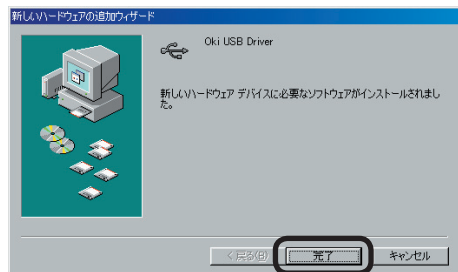 新しいハードウェアの追加ウィザード
Oki USB Driver
新しいハードウェア デバイスに必要なソフトウェアがインストールされまし
た。
< 戻る(B) 完了 キャンセル